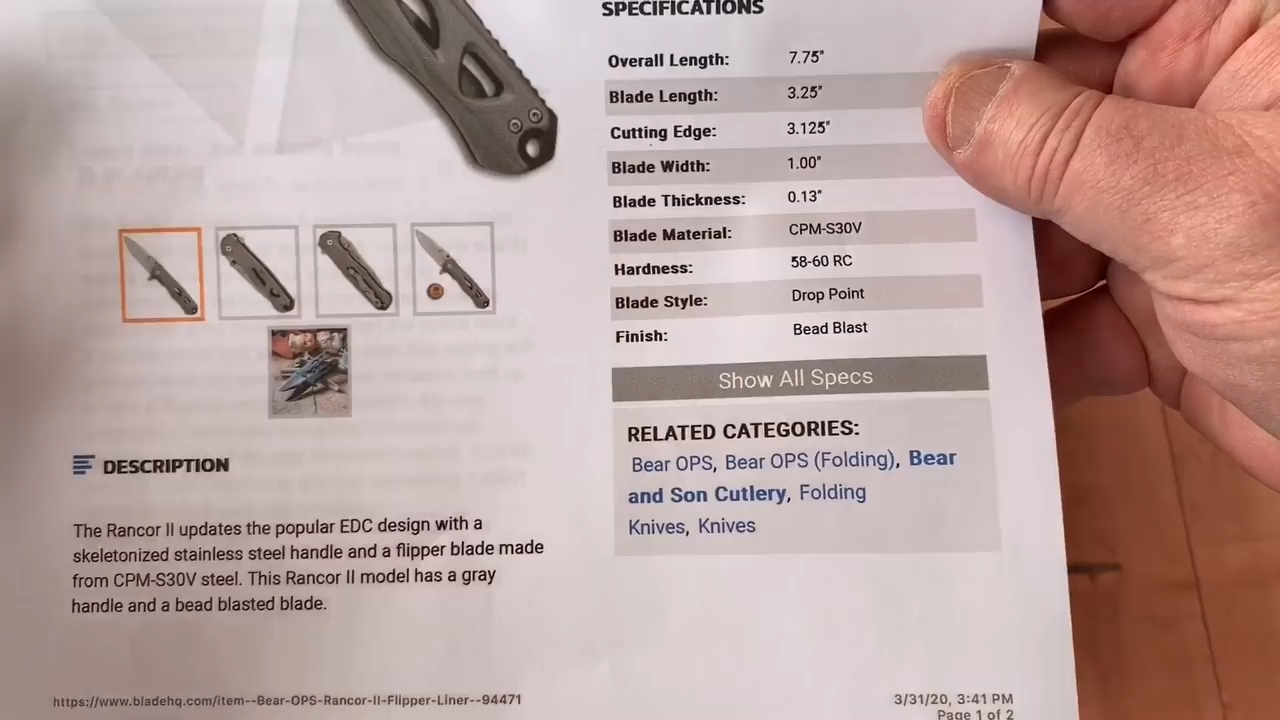 SPECIFICATIONS
Overall Length: 7.75"
Blade Length: 3.25"
Cutting Edge: 3.125"
Blade Width: 1.00"
Blade Thickness: 0.13"
Blade Material: CPM-S30V
Hardness: 58-60 RC
Blade Style: Drop Point
Finish: Bead Blast
Show All Specs
RELATED CATEGORIES:
Bear OPS, Bear OPS (Folding), Bear
and Son Cutlery, Folding
Knives, Knives
DESCRIPTION
The Rancor II updates the popular EDC design with a
skeletonized stainless steel handle and a flipper blade made
from CPM-S30V steel. This Rancor II model has a gray
handle and a bead blasted blade.
https://www.bladehq.com/item--Bear-OPS-Rancor-II-Flipper-Liner--94471
3/31/20, 3:41 PM
Page 1 of 2